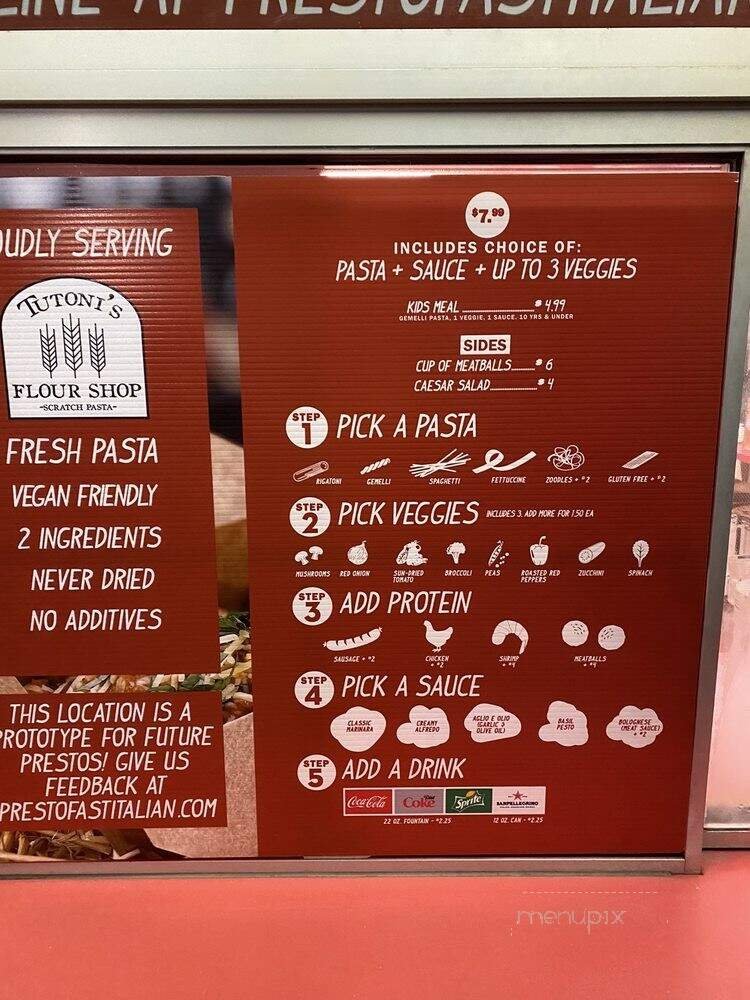 AT PRESTOFASTITALIAN
SERVING
TUTONI'S
FLOUR SHOP
-SCRATCH PASTA-
FRESH PASTA
VEGAN FRIENDLY
2 INGREDIENTS
NEVER DRIED
NO ADDITIVES
THIS LOCATION IS A
PROTOTYPE FOR FUTURE
PRESTOS! GIVE US
FEEDBACK AT
PRESTOFASTITALIAN.COM
$7.99
INCLUDES CHOICE OF:
PASTA + SAUCE + UP TO 3 VEGGIES
KIDS MEAL $4.99
GEMELLI PASTA, 1 VEGGIE, 1 SAUCE. 10 YRS & UNDER
SIDES
CUP OF MEATBALLS $6
CAESAR SALAD $4
STEP 1 PICK A PASTA
RIGATONI GEMELLI SPAGHETTI FETTUCCINE ZOODLES + $2 GLUTEN FREE + $2
STEP 2 PICK VEGGIES INCLUDES 3. ADD MORE FOR 1.50 EA
MUSHROOMS RED ONION SUN-DRIED TOMATO BROCCOLI PEAS ROASTED RED PEPPERS ZUCCHINI SPINACH
STEP 3 ADD PROTEIN
SAUSAGE + $2 CHICKEN + $2 SHRIMP + $4 MEATBALLS + $4
STEP 4 PICK A SAUCE
CLASSIC MARINARA CREAMY ALFREDO AGLIO E OLIO (GARLIC & OLIVE OIL) BASIL PESTO BOLOGNESE (MEAT SAUCE) + $2
STEP 5 ADD A DRINK
Coca-Cola Diet Coke Sprite SANPELLEGRINO
22 OZ. FOUNTAIN - $2.25 12 OZ. CAN - $2.25
menupix